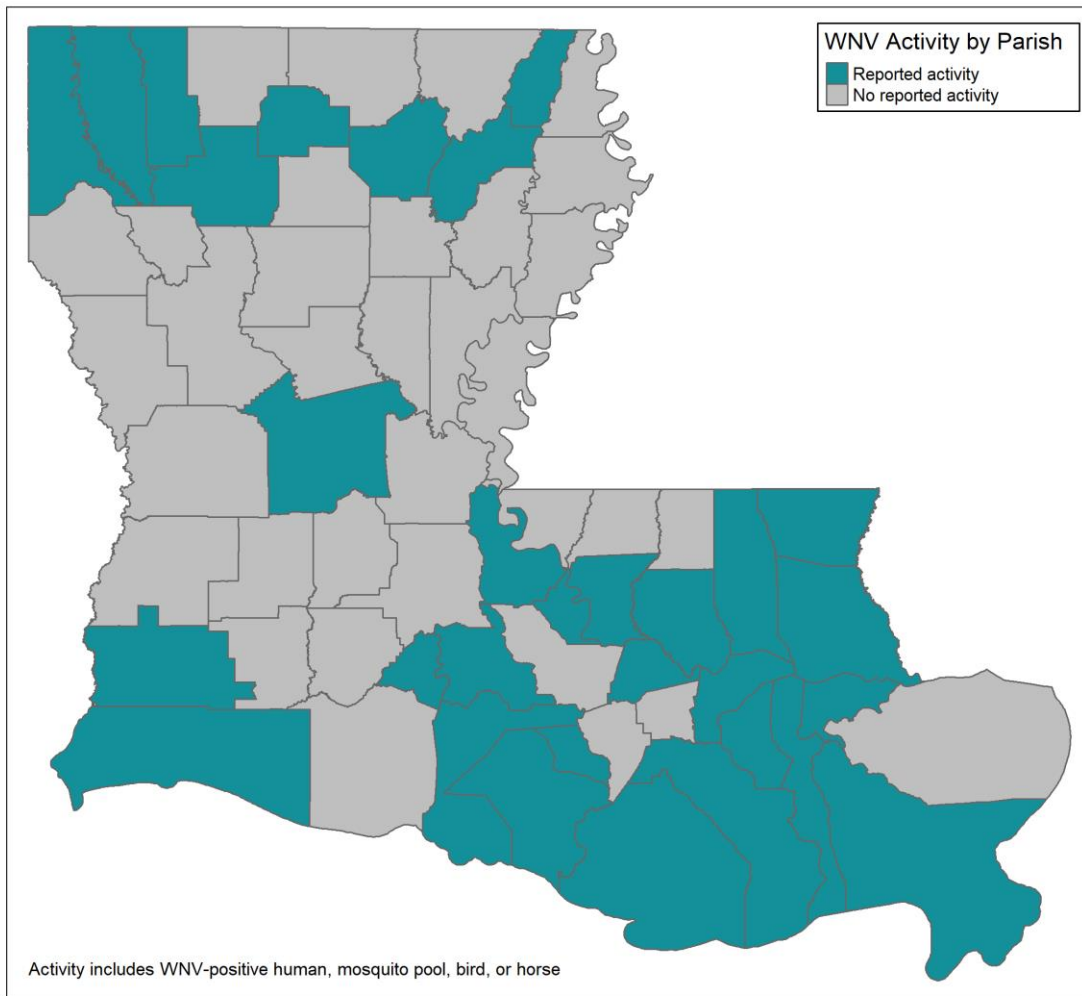 WNV Activity by Parish
Reported activity
No reported activity
Activity includes WNV-positive human, mosquito pool, bird, or horse